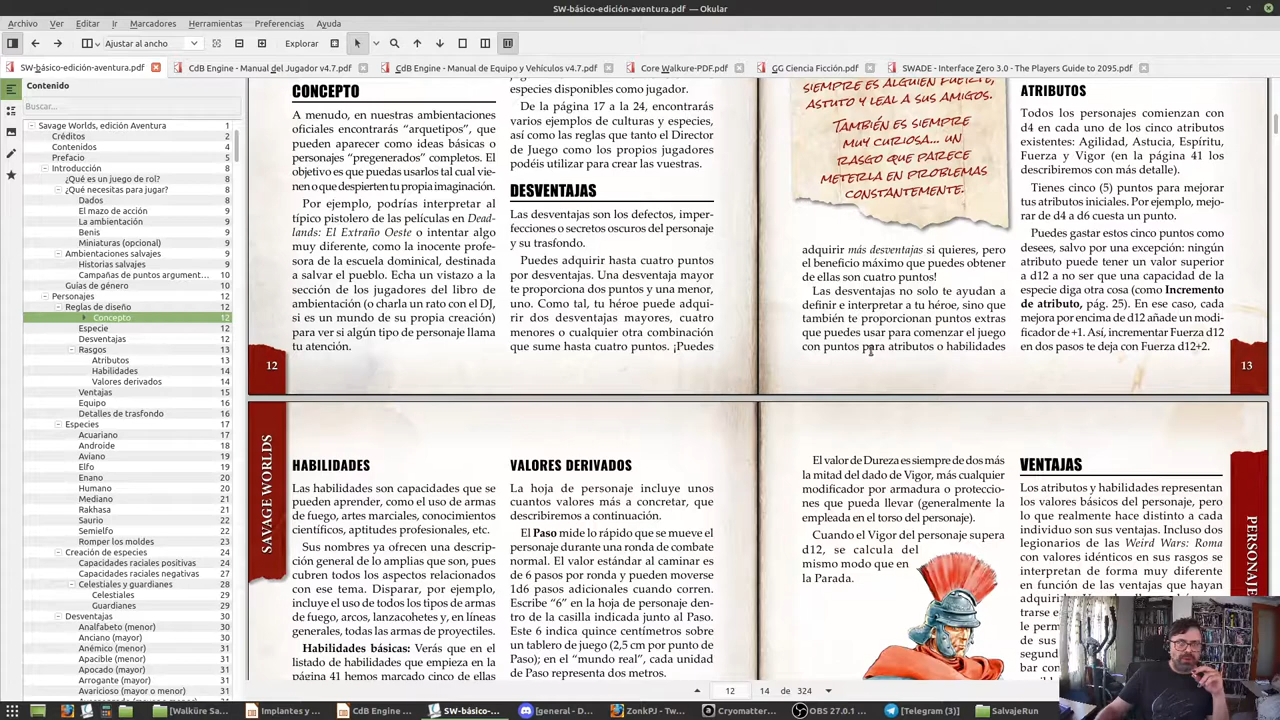 SW-básico-edición-aventura.pdf — Okular
Archivo Ver Editar Ir Marcadores Herramientas Preferencias Ayuda
Ajustar al ancho Explorar
SW-básico-edición-aventura.pdf CdB Engine - Manual del Jugador v4.7.pdf CdB Engine - Manual de Equipo y Vehículos v4.7.pdf Core Walkure-PDF.pdf GG Ciencia Ficción.pdf SWADE - Interface Zero 3.0 - The Players Guide to 2095.pdf
Contenido
Buscar...
Savage Worlds, edición Aventura 1
Créditos 2
Contenidos 4
Prefacio 5
Introducción 8
¿Qué es un juego de rol? 8
¿Qué necesitas para jugar? 8
Dados 8
El mazo de acción 9
La ambientación 9
Benis 9
Miniaturas (opcional) 9
Ambientaciones salvajes 9
Historias salvajes 9
Campañas de puntos argument... 10
Guías de género 10
Personajes 12
Reglas de diseño 12
Concepto 12
Especie 12
Desventajas 12
Rasgos 13
Atributos 13
Habilidades 14
Valores derivados 14
Ventajas 15
Equipo 16
Detalles de trasfondo 16
Especies 17
Acuariano 17
Androide 18
Aviano 19
Elfo 19
Enano 20
Humano 20
Mediano 21
Rakhasa 21
Saurio 22
Semielfo 22
Romper los moldes 23
Creación de especies 24
Capacidades raciales positivas 24
Capacidades raciales negativas 27
Celestiales y guardianes 28
Celestiales 28
Guardianes 29
Desventajas 30
Analfabeto (menor) 30
Anciano (mayor) 30
Anémico (menor) 31
Apacible (menor) 31
Apocado (mayor) 31
Arrogante (mayor) 31
Avaricioso (mayor o menor) 31
CONCEPTO
A menudo, en nuestras ambientaciones
oficiales encontrarás “arquetipos”, que
pueden aparecer como ideas básicas o
personajes “pregenerados” completos. El
objetivo es que puedas usarlos tal cual vie-
nen o que despierten tu propia imaginación.
Por ejemplo, podrías interpretar al
típico pistolero de las películas en Dead-
lands: El Extraño Oeste o intentar algo
muy diferente, como la inocente profe-
sora de la escuela dominical, destinada
a salvar el pueblo. Echa un vistazo a la
sección de los jugadores del libro de
ambientación (o charla un rato con el DJ,
si es un mundo de su propia creación)
para ver si algún tipo de personaje llama
tu atención.
12
especies disponibles como jugador.
De la página 17 a la 24, encontrarás
varios ejemplos de culturas y especies,
así como las reglas que tanto el Director
de Juego como los propios jugadores
podéis utilizar para crear las vuestras.
DESVENTAJAS
Las desventajas son los defectos, imper-
fecciones o secretos oscuros del personaje
y su trasfondo.
Puedes adquirir hasta cuatro puntos
por desventajas. Una desventaja mayor
te proporciona dos puntos y una menor,
uno. Como tal, tu héroe puede adqui-
rir dos desventajas mayores, cuatro
menores o cualquier otra combinación
que sume hasta cuatro puntos. ¡Puedes
SIEMPRE ES ALGUIEN FUERTE,
ASTUTO Y LEAL A SUS AMIGOS.
TAMBIÉN ES SIEMPRE
MUY CURIOSA... UN
RASGO QUE PARECE
METERLA EN PROBLEMAS
CONSTANTEMENTE.
adquirir más desventajas si quieres, pero
el beneficio máximo que puedes obtener
de ellas son cuatro puntos!
Las desventajas no solo te ayudan a
definir e interpretar a tu héroe, sino que
también te proporcionan puntos extras
que puedes usar para comenzar el juego
con puntos para atributos o habilidades
ATRIBUTOS
Todos los personajes comienzan con
d4 en cada uno de los cinco atributos
existentes: Agilidad, Astucia, Espíritu,
Fuerza y Vigor (en la página 41 los
describiremos con más detalle).
Tienes cinco (5) puntos para mejorar
tus atributos iniciales. Por ejemplo, mejo-
rar de d4 a d6 cuesta un punto.
Puedes gastar estos cinco puntos como
desees, salvo por una excepción: ningún
atributo puede tener un valor superior
a d12 a no ser que una capacidad de la
especie diga otra cosa (como Incremento
de atributo, pág. 25). En ese caso, cada
mejora por encima de d12 añade un modi-
ficador de +1. Así, incrementar Fuerza d12
en dos pasos te deja con Fuerza d12+2.
13
SAVAGE WORLDS
HABILIDADES
Las habilidades son capacidades que se
pueden aprender, como el uso de armas
de fuego, artes marciales, conocimientos
científicos, aptitudes profesionales, etc.
Sus nombres ya ofrecen una descrip-
ción general de lo amplias que son, pues
cubren todos los aspectos relacionados
con ese tema. Disparar, por ejemplo,
incluye el uso de todos los tipos de armas
de fuego, arcos, lanzacohetes y, en líneas
generales, todas las armas de proyectiles.
Habilidades básicas: Verás que en el
listado de habilidades que empieza en la
página 41 hemos marcado cinco de ellas
VALORES DERIVADOS
La hoja de personaje incluye unos
cuantos valores más a concretar, que
describiremos a continuación.
El Paso mide lo rápido que se mueve el
personaje durante una ronda de combate
normal. El valor estándar al caminar es
de 6 pasos por ronda y pueden moverse
1d6 pasos adicionales cuando corren.
Escribe “6” en la hoja de personaje den-
tro de la casilla indicada junto al Paso.
Este 6 indica quince centímetros sobre
un tablero de juego (2,5 cm por punto de
Paso); en el “mundo real”, cada unidad
de Paso representa dos metros.
El valor de Dureza es siempre de dos más
la mitad del dado de Vigor, más cualquier
modificador por armadura o proteccio-
nes que pueda llevar (generalmente la
empleada en el torso del personaje).
Cuando el Vigor del personaje supera
d12, se calcula del
mismo modo que en
la Parada.
VENTAJAS
Los atributos y habilidades representan
los valores básicos del personaje, pero
lo que realmente hace distinto a cada
individuo son sus ventajas. Incluso dos
legionarios de las Weird Wars: Roma
con valores idénticos en sus rasgos se
interpretan de forma muy diferente
en función de las ventajas que hayan
PERSONAJE
12 14 de 324
[Walküre Sa... Implantes y ... CdB Engine ... SW-básico-... [general - D... ZonkPJ - Tw... Cryomatter... OBS 27.0.1 ... [Telegram (3)] SalvajeRun